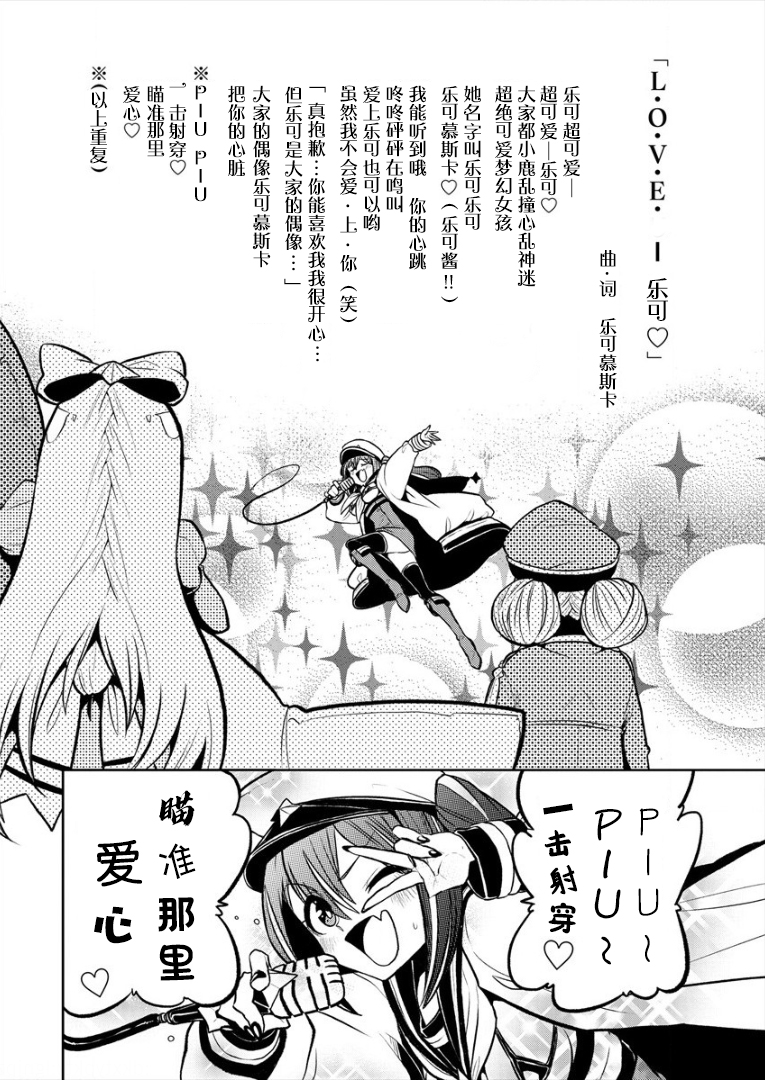 「L・O・V・E・ー 乐可♡」
曲・词 乐可慕斯卡
乐可超可爱—
超可爱—乐可♡
大家都小鹿乱撞心乱神迷
超绝可爱梦幻女孩
她名字叫乐可乐可
乐可慕斯卡♡(乐可酱!!)
我能听到哦 你的心跳
咚咚砰砰在鸣叫
爱上乐可也可以哟
虽然我不会爱・上・你(笑)
「真抱歉…你能喜欢我我很开心…
但乐可是大家的偶像…」
大家的偶像乐可慕斯卡
把你的心脏
※PIU PIU
一击射穿♡
瞄准那里
爱心♡
※(以上重复)
PIU~
PIU~
一击射穿♡
瞄准那里
爱心♡